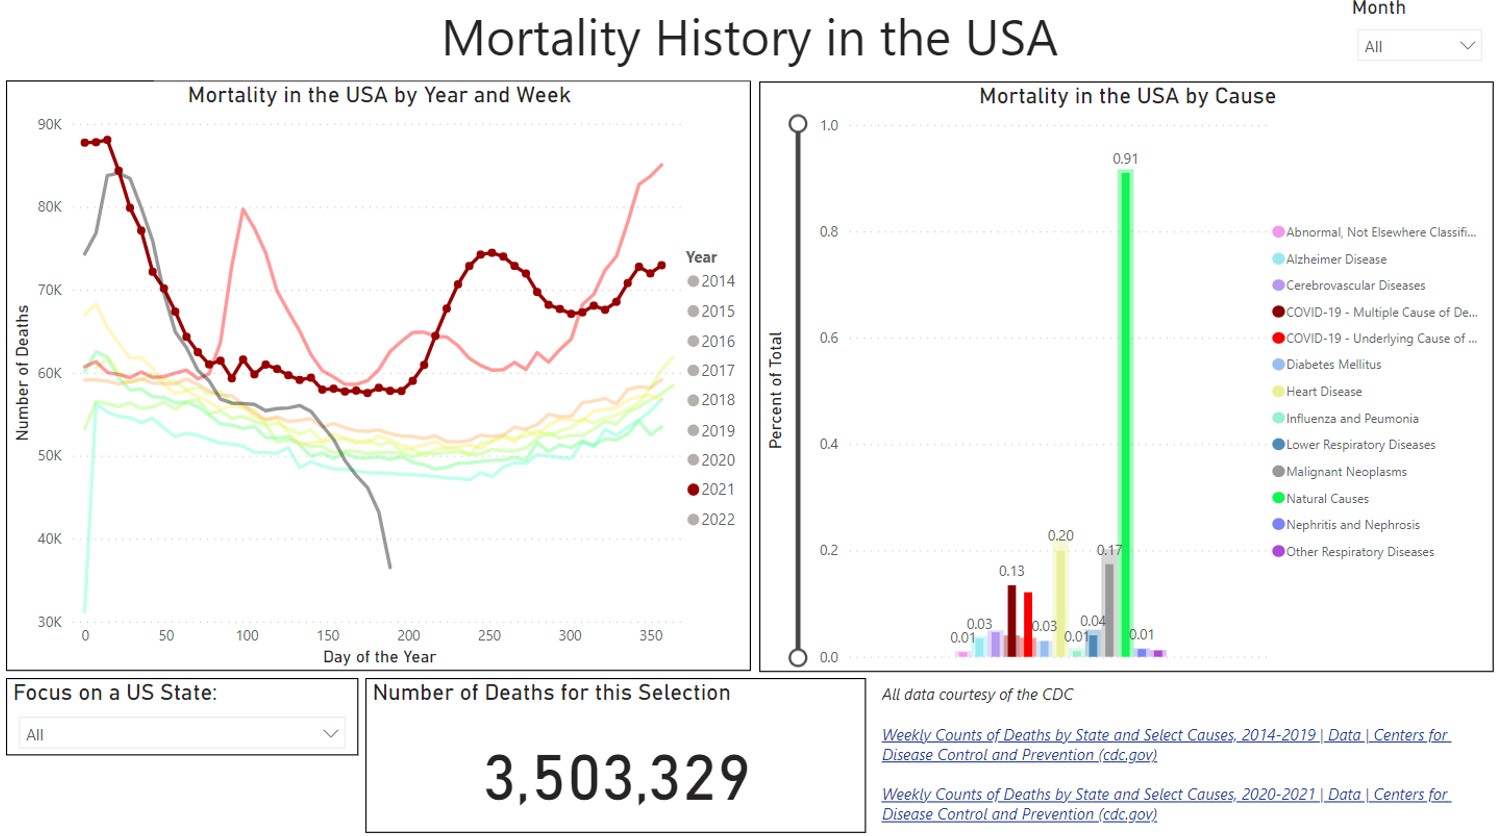 Mortality History in the USA
Month
All
Mortality in the USA by Year and Week
90K
80K
70K
60K
50K
40K
30K
Number of Deaths
0
50
100
150
200
250
300
350
Day of the Year
Year
2014
2015
2016
2017
2018
2019
2020
2021
2022
Mortality in the USA by Cause
1.0
0.8
0.6
0.4
0.2
0.0
Percent of Total
0.01
0.03
0.13
0.03
0.20
0.01
0.04
0.17
0.91
0.01
Abnormal, Not Elsewhere Classifi...
Alzheimer Disease
Cerebrovascular Diseases
COVID-19 - Multiple Cause of De...
COVID-19 - Underlying Cause of ...
Diabetes Mellitus
Heart Disease
Influenza and Peumonia
Lower Respiratory Diseases
Malignant Neoplasms
Natural Causes
Nephritis and Nephrosis
Other Respiratory Diseases
Focus on a US State:
All
Number of Deaths for this Selection
3,503,329
All data courtesy of the CDC
Weekly Counts of Deaths by State and Select Causes, 2014-2019 | Data | Centers for
Disease Control and Prevention (cdc.gov)
Weekly Counts of Deaths by State and Select Causes, 2020-2021 | Data | Centers for
Disease Control and Prevention (cdc.gov)